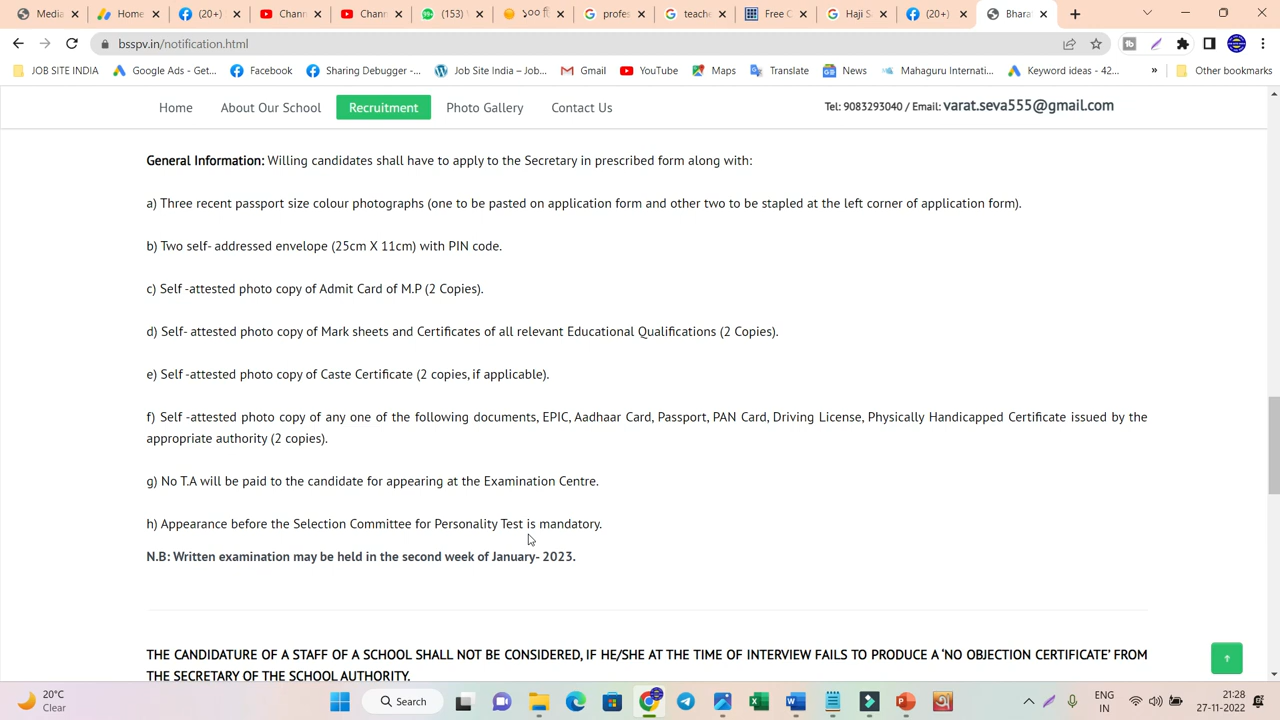 Media
Home
(20+)
Chann
Chann
(153)
profes
teache
Free C
Haji S
(20+)
Bharat
bsspv.in/notification.html
JOB SITE INDIA
Google Ads - Get...
Facebook
Sharing Debugger -...
Job Site India – Job...
Gmail
YouTube
Maps
Translate
News
Mahaguru Internati...
Keyword ideas - 42...
»
Other bookmarks
Home About Our School Recruitment Photo Gallery Contact Us Tel: 9083293040 / Email: varat.seva555@gmail.com
General Information: Willing candidates shall have to apply to the Secretary in prescribed form along with:
a) Three recent passport size colour photographs (one to be pasted on application form and other two to be stapled at the left corner of application form).
b) Two self- addressed envelope (25cm X 11cm) with PIN code.
c) Self -attested photo copy of Admit Card of M.P (2 Copies).
d) Self- attested photo copy of Mark sheets and Certificates of all relevant Educational Qualifications (2 Copies).
e) Self -attested photo copy of Caste Certificate (2 copies, if applicable).
f) Self -attested photo copy of any one of the following documents, EPIC, Aadhaar Card, Passport, PAN Card, Driving License, Physically Handicapped Certificate issued by the
appropriate authority (2 copies).
g) No T.A will be paid to the candidate for appearing at the Examination Centre.
h) Appearance before the Selection Committee for Personality Test is mandatory.
N.B: Written examination may be held in the second week of January- 2023.
THE CANDIDATURE OF A STAFF OF A SCHOOL SHALL NOT BE CONSIDERED, IF HE/SHE AT THE TIME OF INTERVIEW FAILS TO PRODUCE A ‘NO OBJECTION CERTIFICATE’ FROM
THE SECRETARY OF THE SCHOOL AUTHORITY.
20°C
Clear
Search
ENG
IN
21:28
27-11-2022